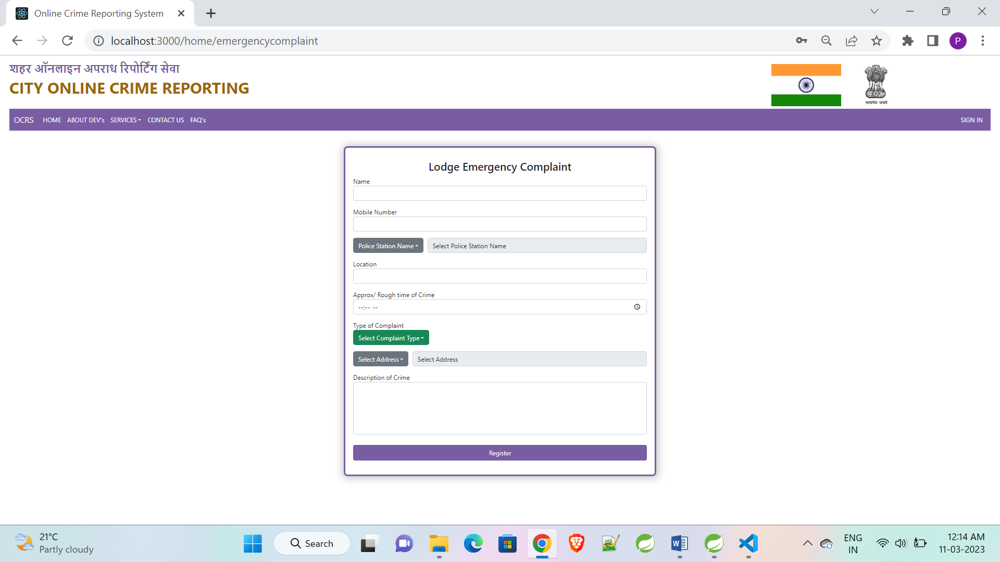 Online Crime Reporting System
localhost:3000/home/emergencycomplaint
P
शहर ऑनलाइन अपराध रिपोर्टिंग सेवा
CITY ONLINE CRIME REPORTING
सत्यमेव जयते
OCRS HOME ABOUT DEV's SERVICES CONTACT US FAQ's SIGN IN
Lodge Emergency Complaint
Name
Mobile Number
Police Station Name Select Police Station Name
Location
Approx/ Rough time of Crime
--:-- --
Type of Complaint
Select Complaint Type
Select Address Select Address
Description of Crime
Register
21°C
Partly cloudy
Search
W
ENG
IN
12:14 AM
11-03-2023